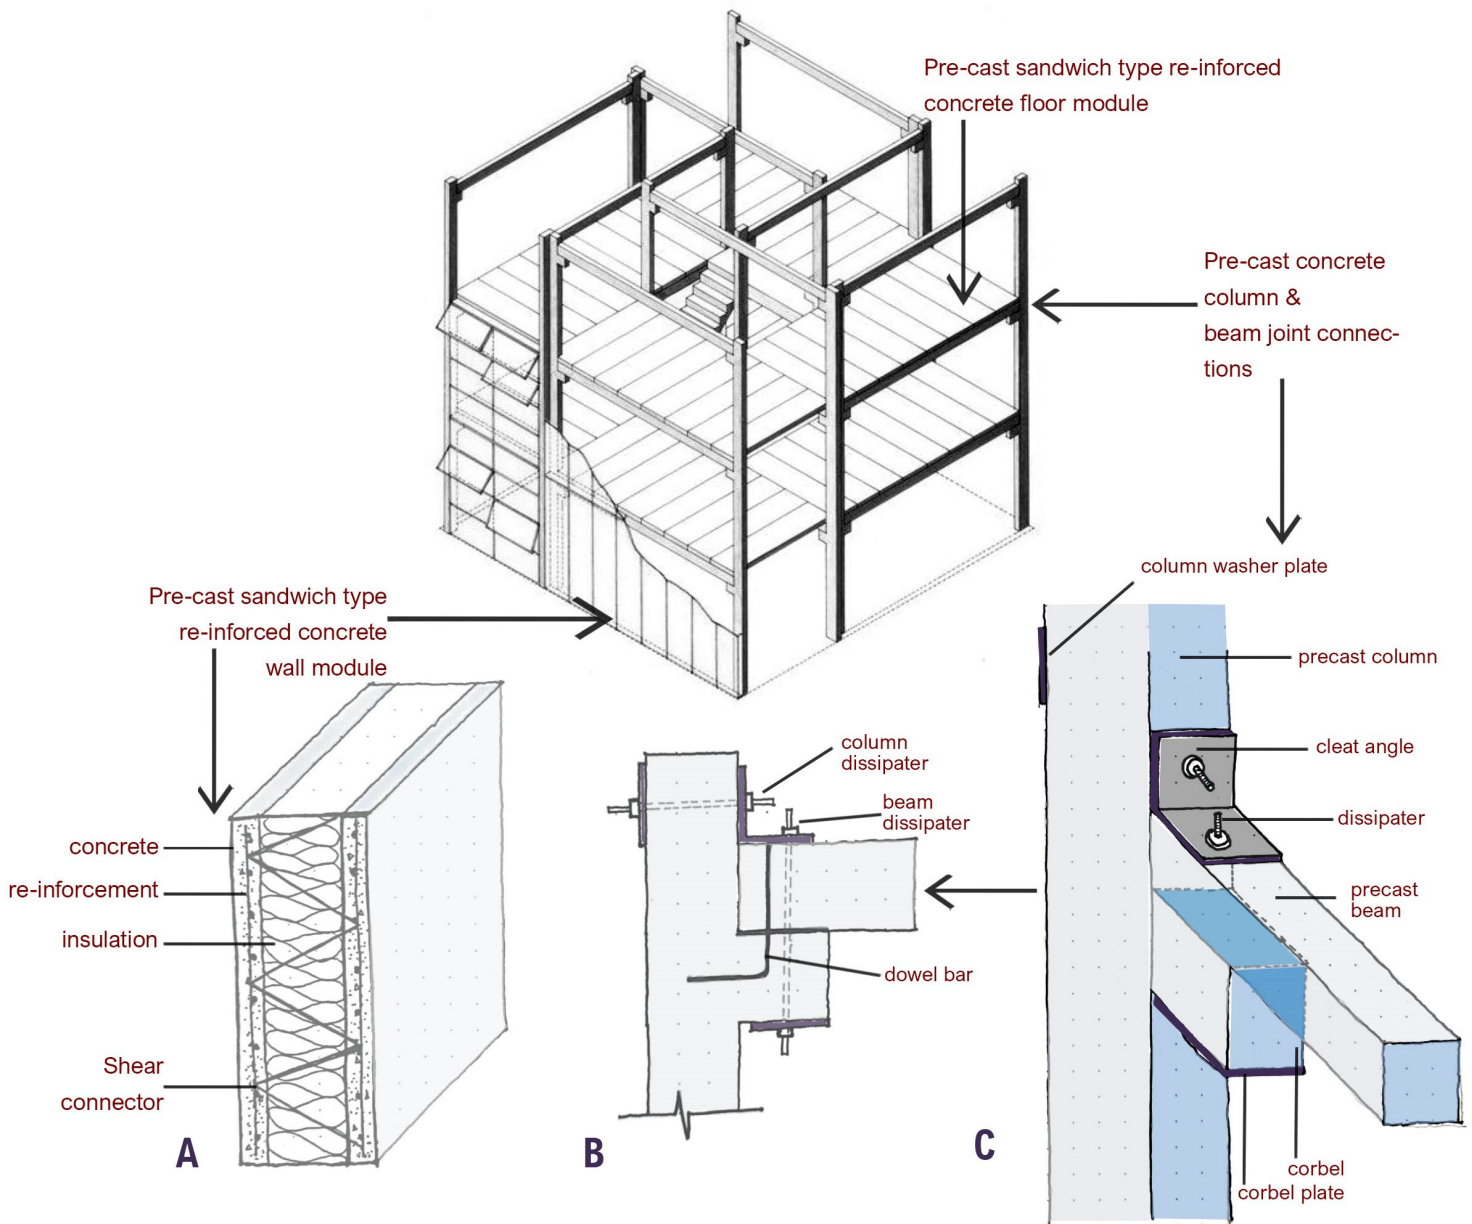 Pre-cast sandwich type re-inforced
concrete floor module
Pre-cast concrete
column &
beam joint connec-
tions
Pre-cast sandwich type
re-inforced concrete
wall module
concrete
re-inforcement
insulation
Shear
connector
A
column
dissipater
beam
dissipater
dowel bar
B
column washer plate
precast column
cleat angle
dissipater
precast
beam
corbel
corbel plate
C